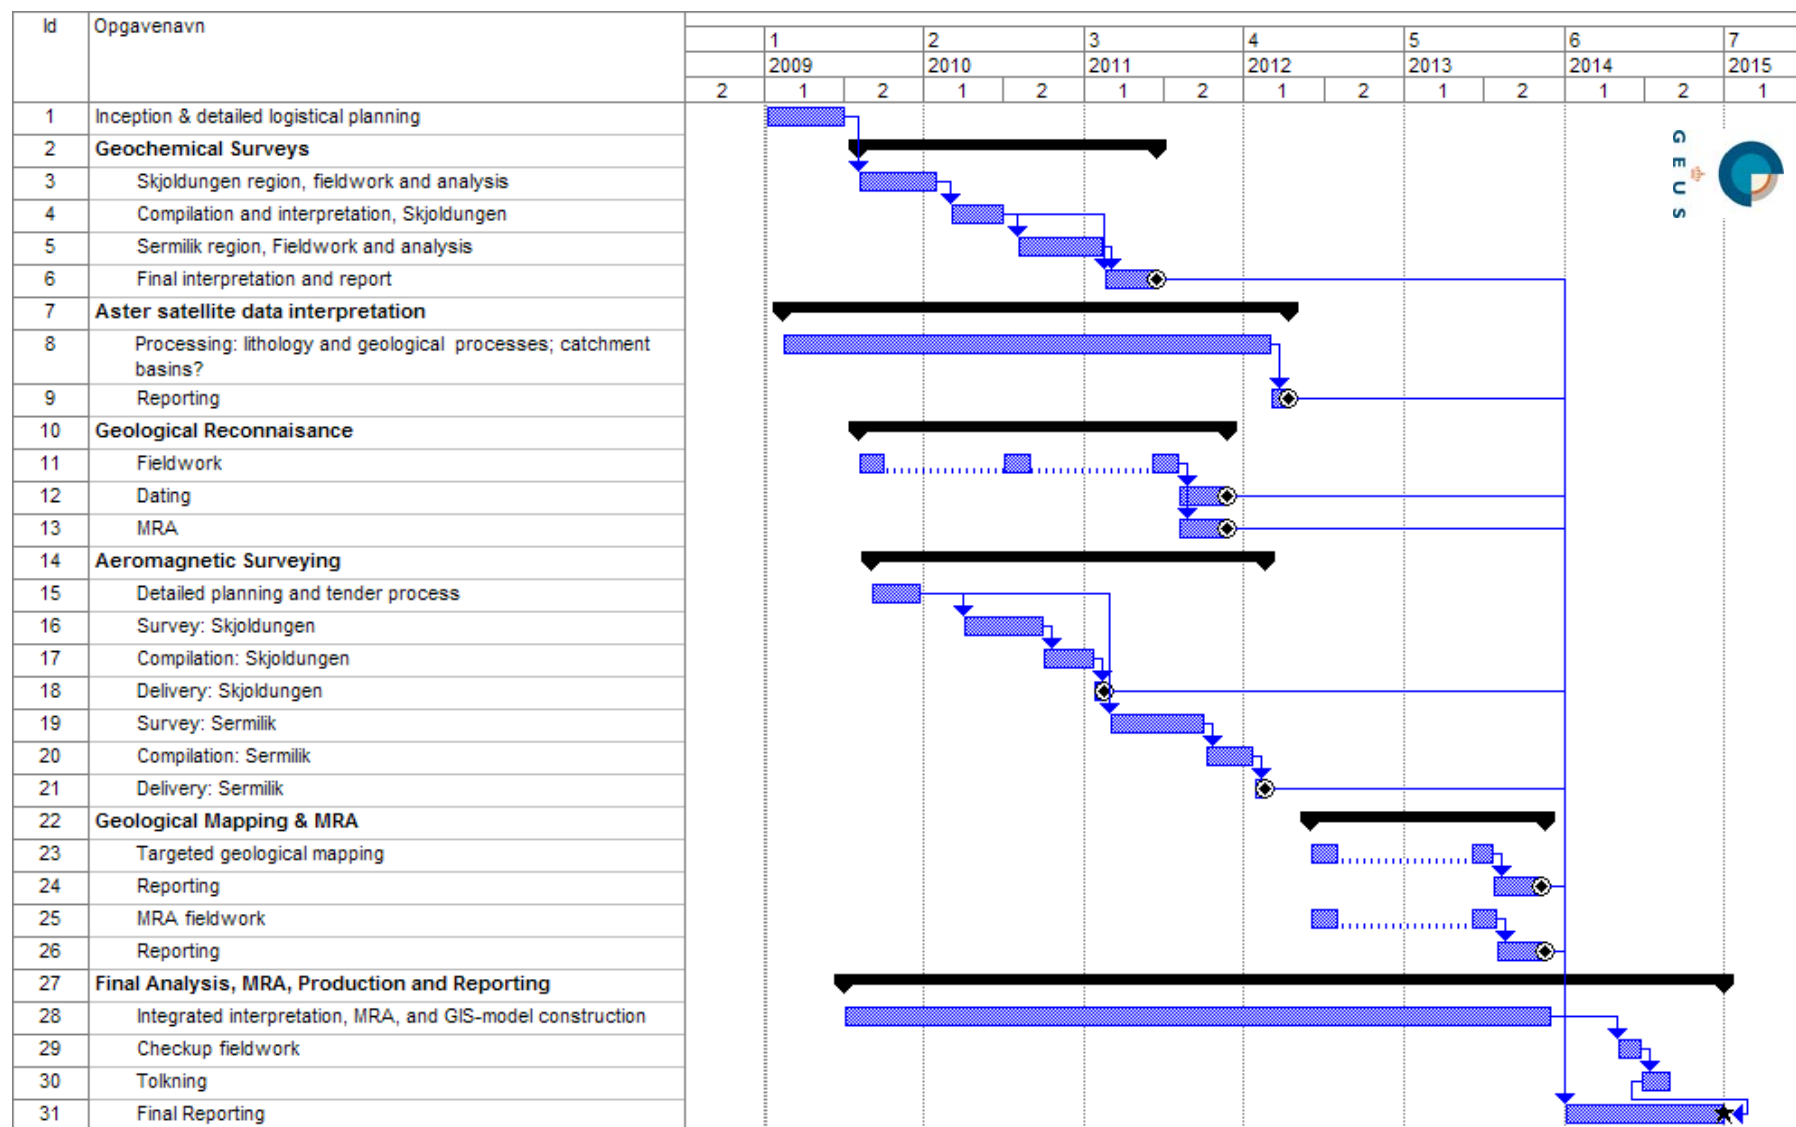 Id Opgavenavn
1 2 3 4 5 6 7
2009 2010 2011 2012 2013 2014 2015
2 1 2 1 2 1 2 1 2 1 2 1 2 1
1 Inception & detailed logistical planning
2 Geochemical Surveys
3 Skjoldungen region, fieldwork and analysis
4 Compilation and interpretation, Skjoldungen
5 Sermilik region, Fieldwork and analysis
6 Final interpretation and report
7 Aster satellite data interpretation
8 Processing: lithology and geological processes; catchment
basins?
9 Reporting
10 Geological Reconnaisance
11 Fieldwork
12 Dating
13 MRA
14 Aeromagnetic Surveying
15 Detailed planning and tender process
16 Survey: Skjoldungen
17 Compilation: Skjoldungen
18 Delivery: Skjoldungen
19 Survey: Sermilik
20 Compilation: Sermilik
21 Delivery: Sermilik
22 Geological Mapping & MRA
23 Targeted geological mapping
24 Reporting
25 MRA fieldwork
26 Reporting
27 Final Analysis, MRA, Production and Reporting
28 Integrated interpretation, MRA, and GIS-model construction
29 Checkup fieldwork
30 Tolkning
31 Final Reporting
GEUS